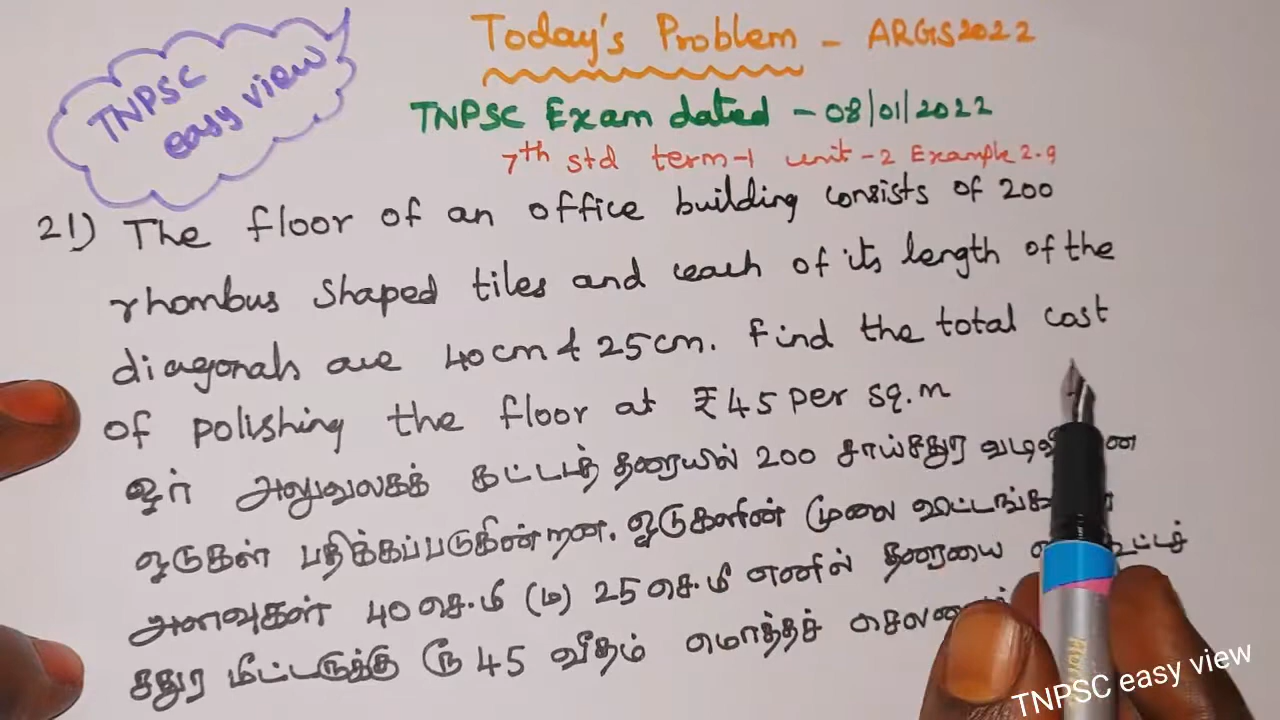 TNPSC
easy view
Today's Problem - ARGS2022
TNPSC Exam dated - 08/01/2022
7th std term-1 unit-2 Example 2.9
21) The floor of an office building consists of 200
rhombus shaped tiles and each of its length of the
diagonals are 40cm & 25cm. Find the total cost
of polishing the floor at ₹45 per sq.m
ஓர் அலுவலகக் கட்டடத் தரையில் 200 சாய்சதுர
ஓடுகள் பதிக்கப்படுகின்றன. ஓடுகளின் மூலை
அளவுகள் 40 செ.மீ (ம) 25 செ.மீ எனில் தரையை
சதுர மீட்டருக்கு ரூ 45 வீதம் மொத்தச்
TNPSC easy view